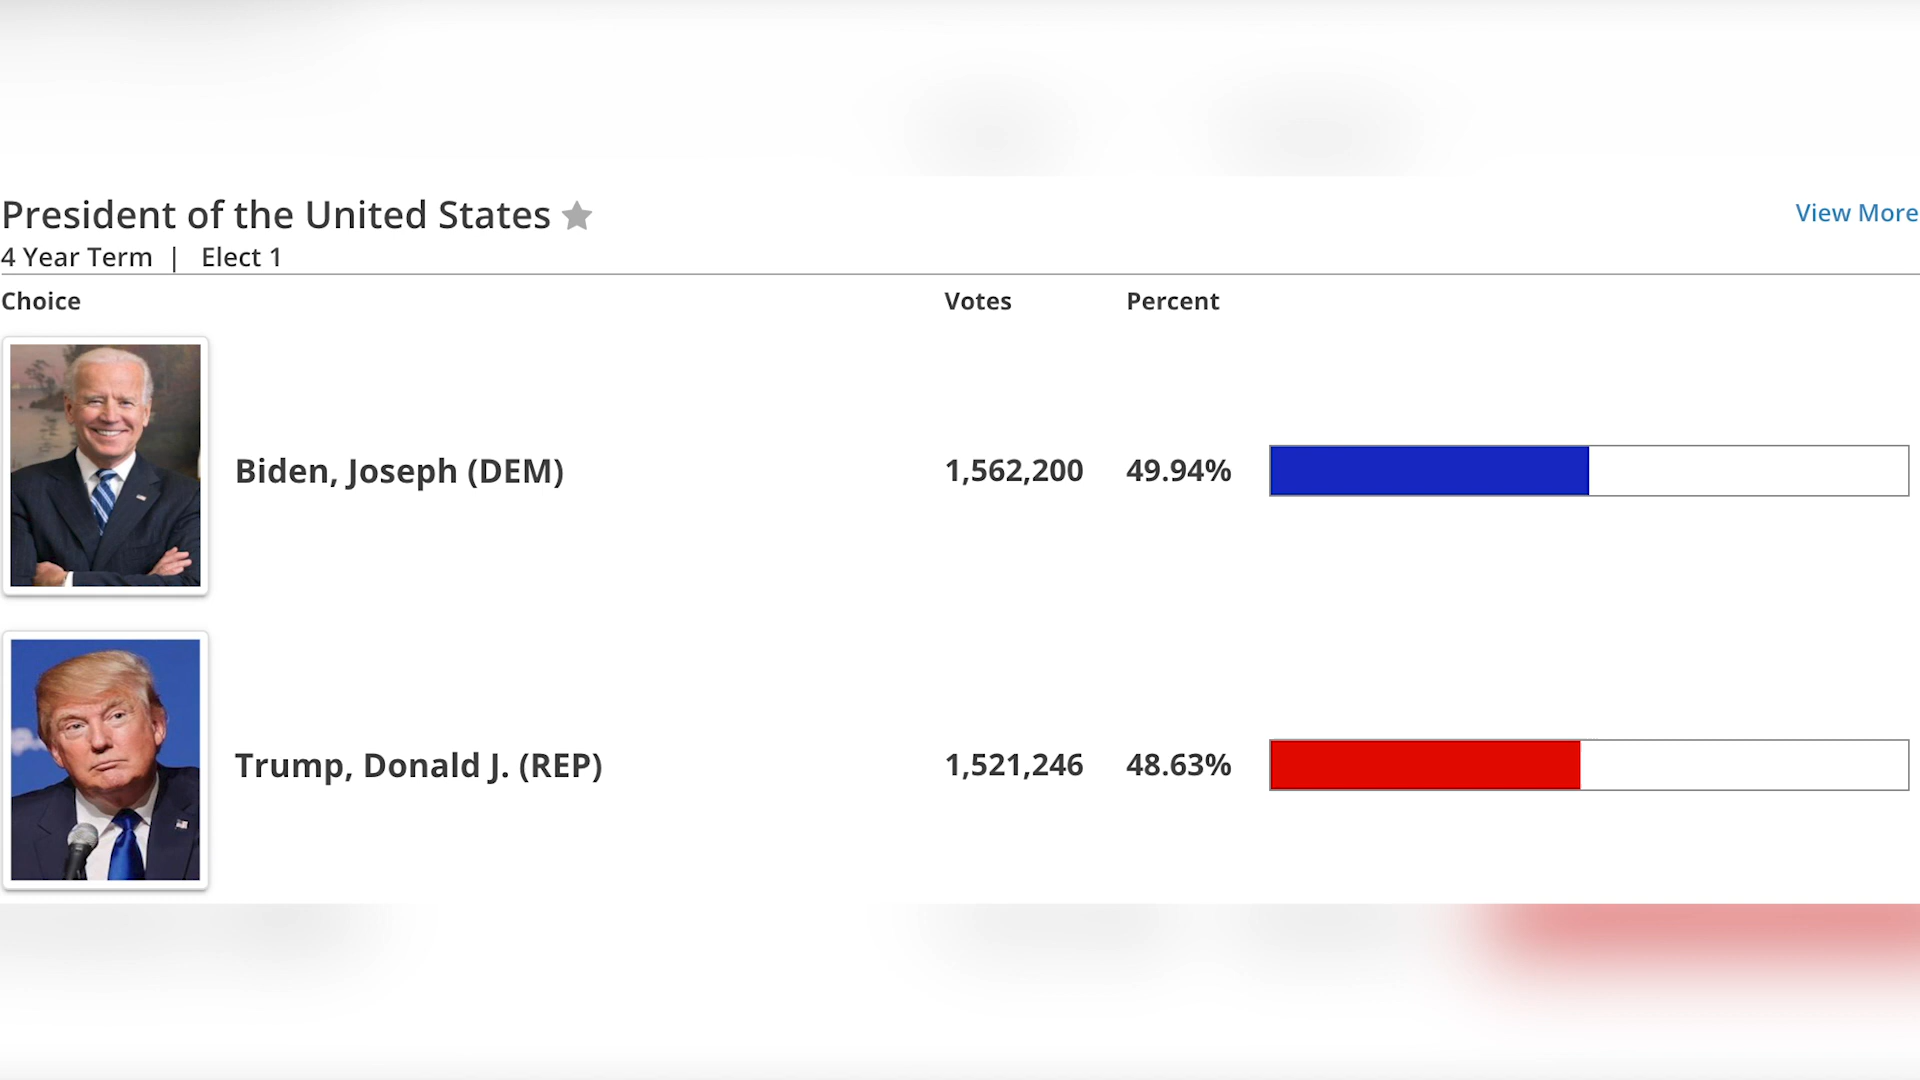 President of the United States
View More
4 Year Term | Elect 1
Choice Votes Percent
Biden, Joseph (DEM) 1,562,200 49.94%
Trump, Donald J. (REP) 1,521,246 48.63%